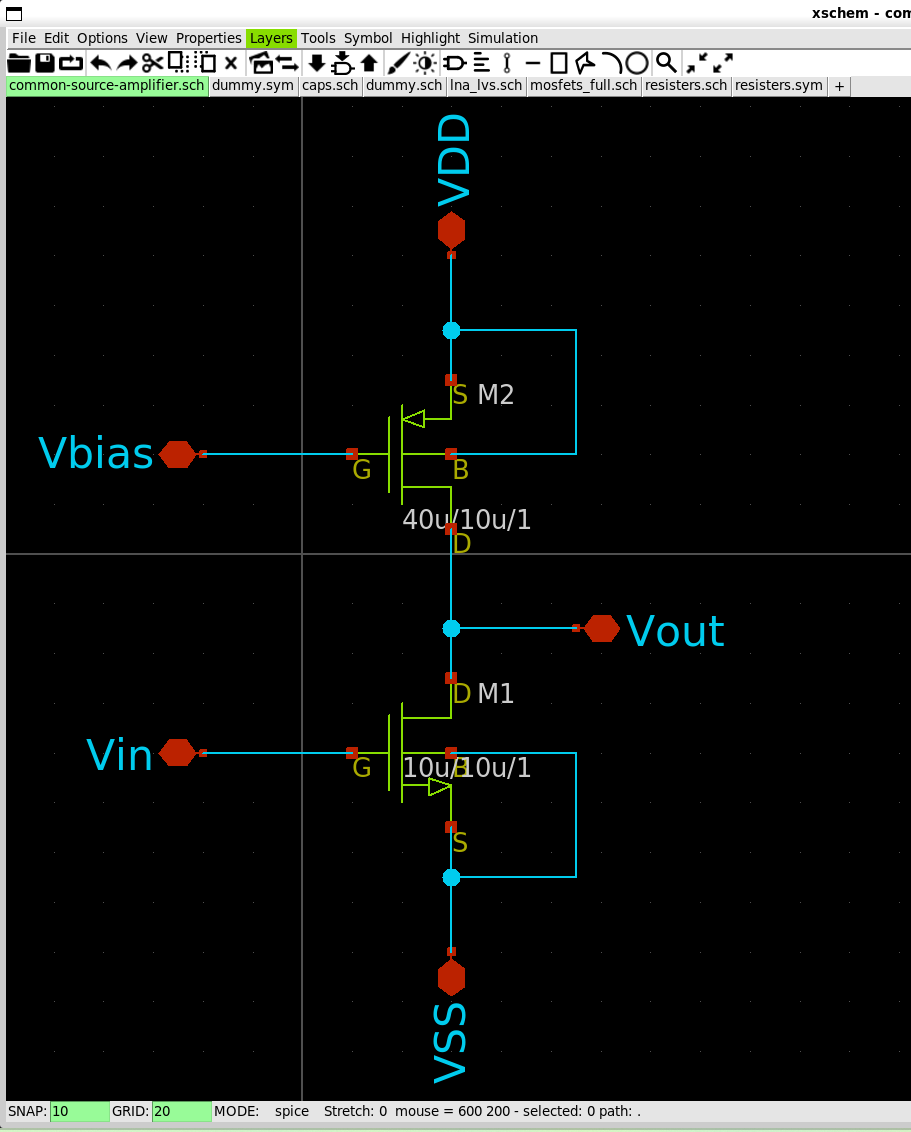 xschem - com
File Edit Options View Properties Layers Tools Symbol Highlight Simulation
common-source-amplifier.sch dummy.sym caps.sch dummy.sch lna_lvs.sch mosfets_full.sch resisters.sch resisters.sym +
VDD
S M2
Vbias
G B
40u/10u/1
D
Vout
D M1
Vin
G B
10u/10u/1
S
VSS
SNAP: 10 GRID: 20 MODE: spice Stretch: 0 mouse = 600 200 - selected: 0 path: .